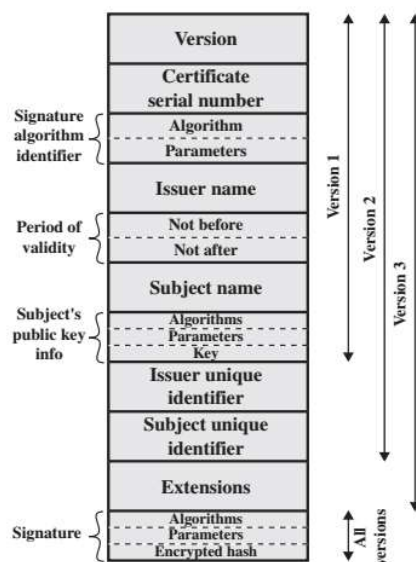 Version
Certificate
serial number
Signature
algorithm
identifier
Algorithm
Parameters
Issuer name
Period of
validity
Not before
Not after
Subject name
Subject's
public key
info
Algorithms
Parameters
Key
Issuer unique
identifier
Subject unique
identifier
Extensions
Signature
Algorithms
Parameters
Encrypted hash
Version 1
Version 2
Version 3
All
versions